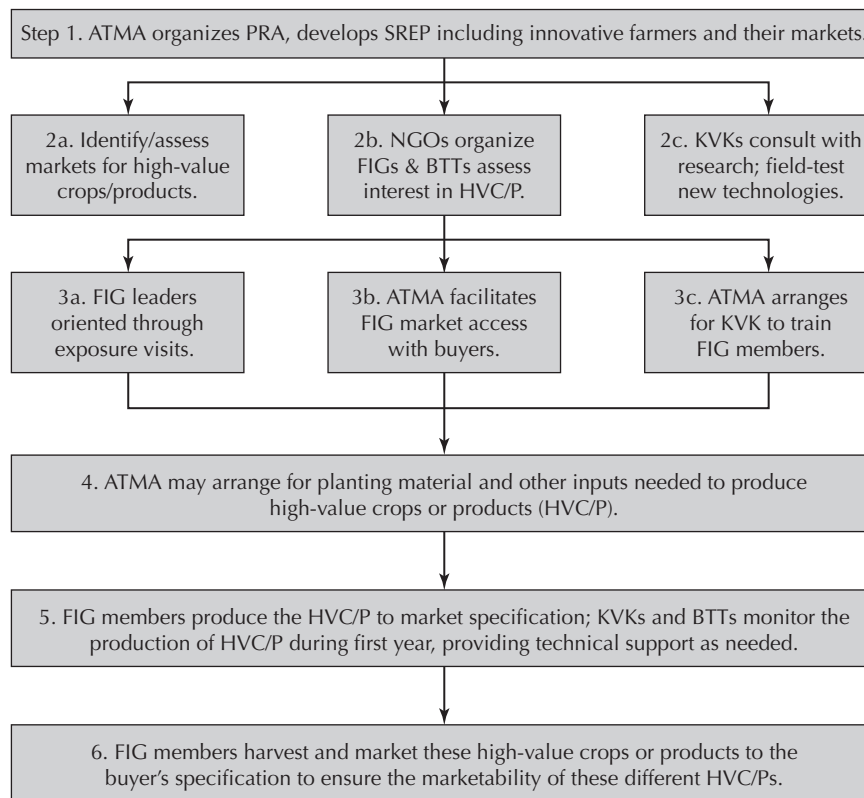 Step 1. ATMA organizes PRA, develops SREP including innovative farmers and their markets.
2a. Identify/assess
markets for high-value
crops/products.
2b. NGOs organize
FIGs & BTTs assess
interest in HVC/P.
2c. KVKs consult with
research; field-test
new technologies.
3a. FIG leaders
oriented through
exposure visits.
3b. ATMA facilitates
FIG market access
with buyers.
3c. ATMA arranges
for KVK to train
FIG members.
4. ATMA may arrange for planting material and other inputs needed to produce
high-value crops or products (HVC/P).
5. FIG members produce the HVC/P to market specification; KVKs and BTTs monitor the
production of HVC/P during first year, providing technical support as needed.
6. FIG members harvest and market these high-value crops or products to the
buyer's specification to ensure the marketability of these different HVC/Ps.